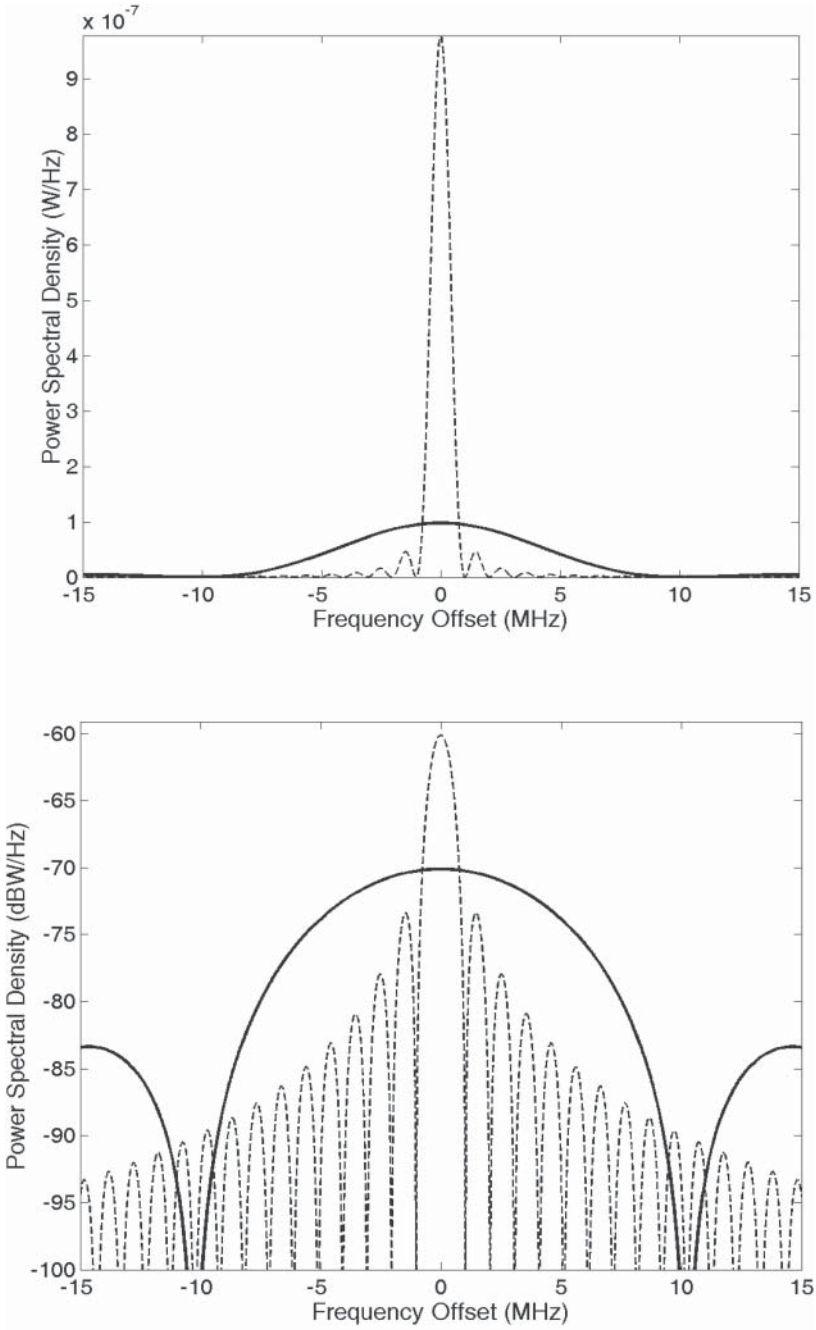 x 10⁻⁷
9
8
7
6
5
4
3
2
1
0
Power Spectral Density (W/Hz)
-15 -10 -5 0 5 10 15
Frequency Offset (MHz)
-60
-65
-70
-75
-80
-85
-90
-95
-100
Power Spectral Density (dBW/Hz)
-15 -10 -5 0 5 10 15
Frequency Offset (MHz)